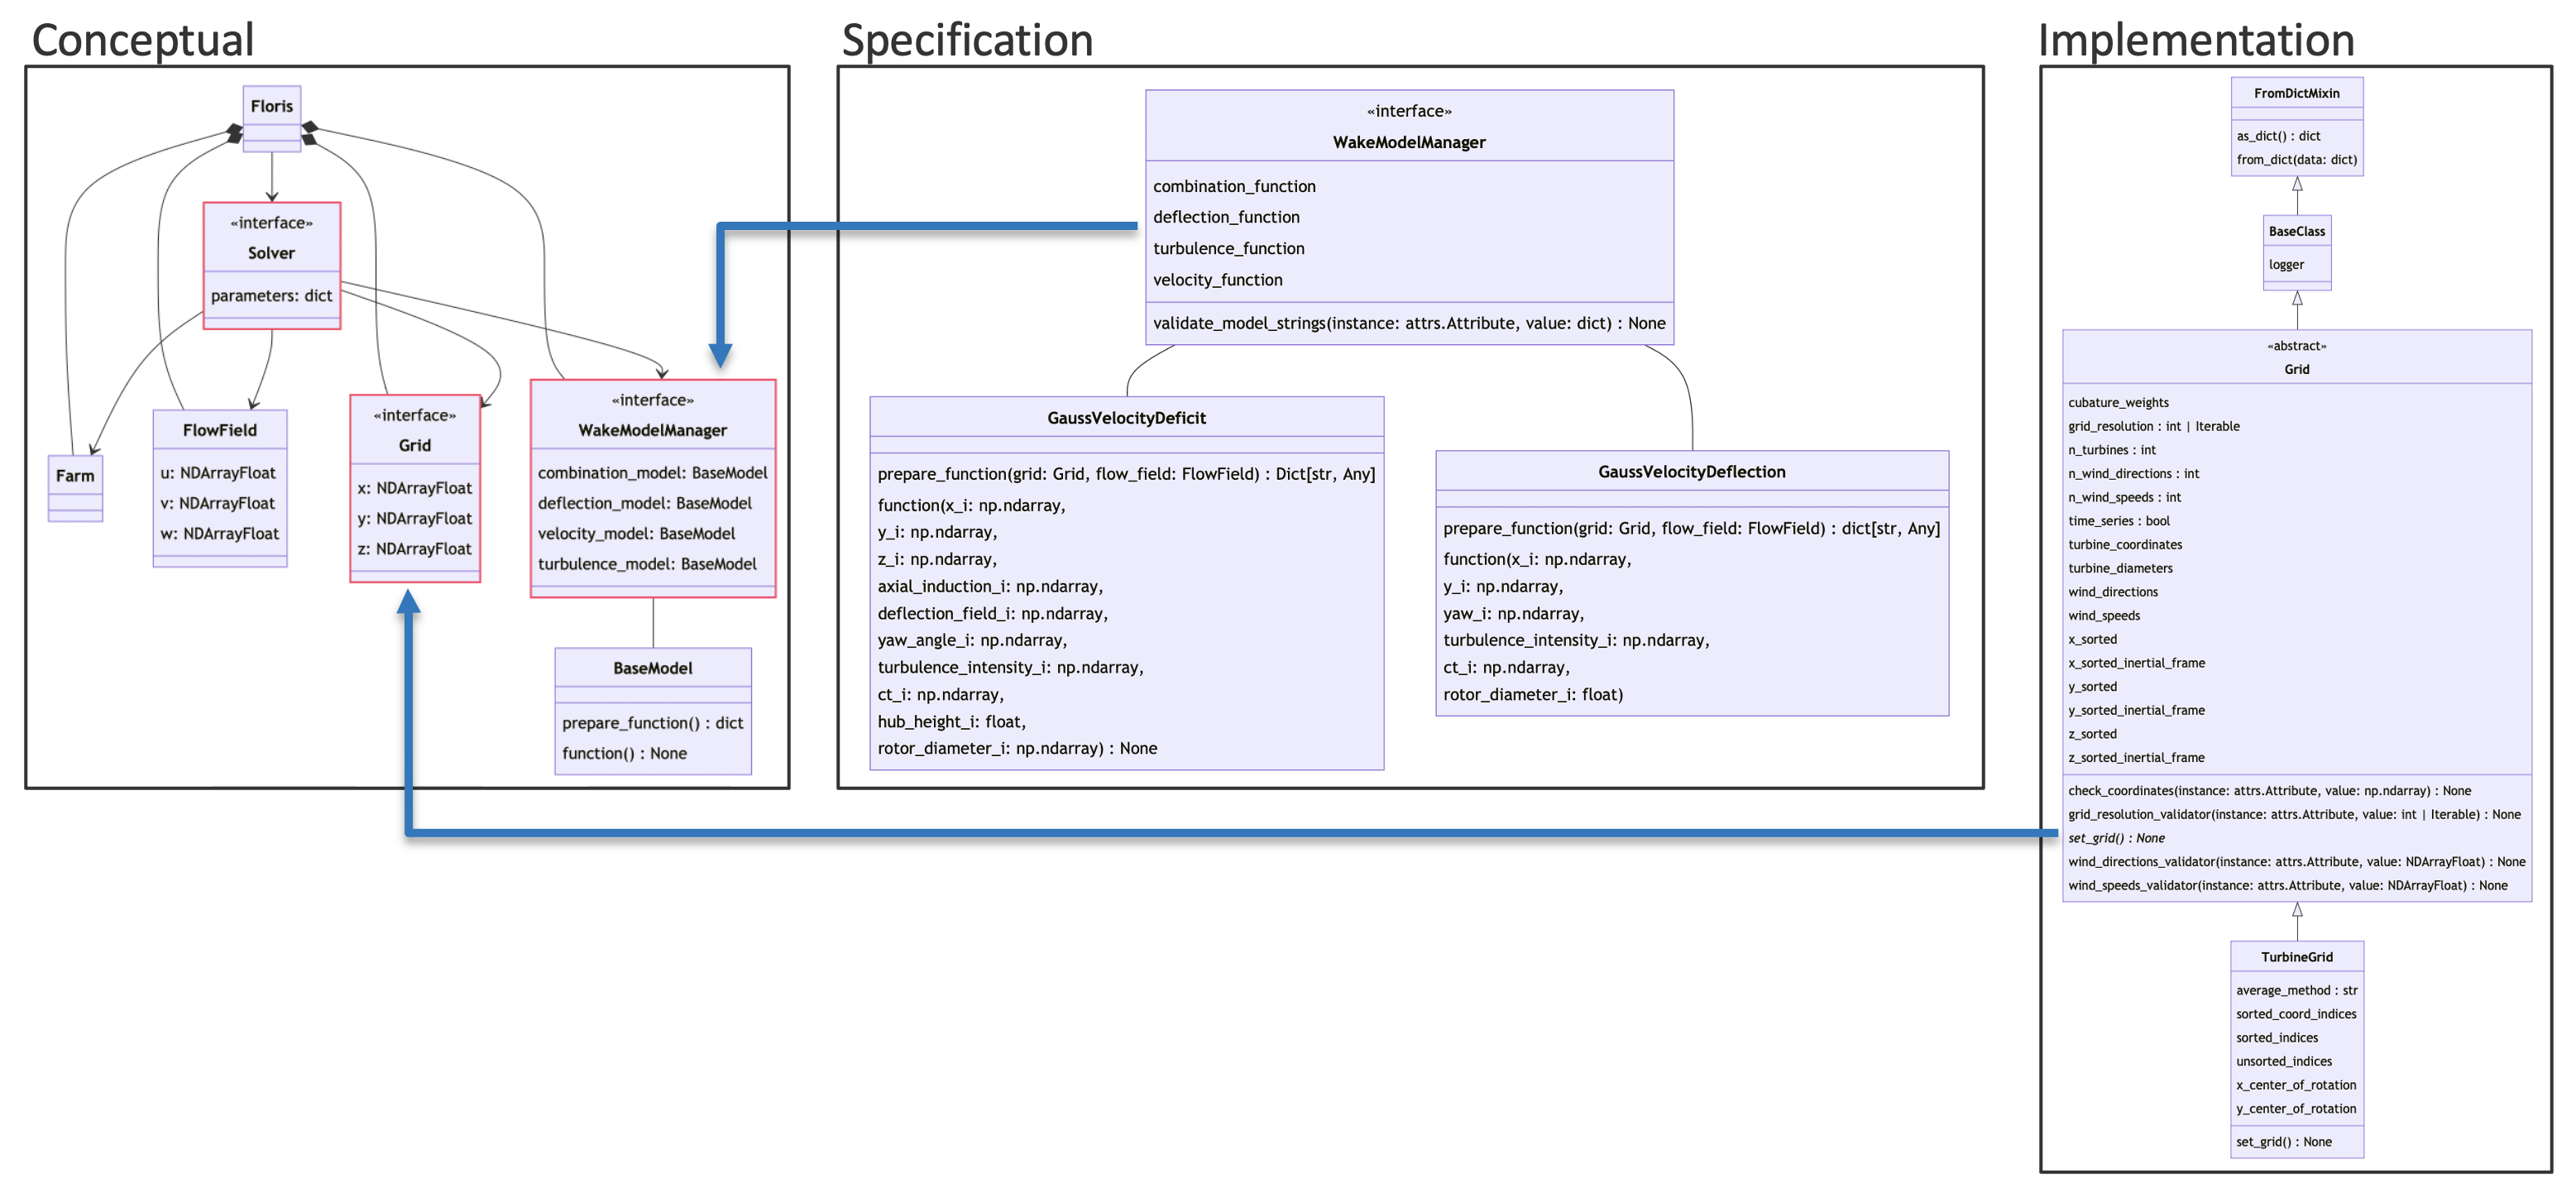 Conceptual
Floris
«interface»
Solver
parameters: dict
Farm
FlowField
u: NDArrayFloat
v: NDArrayFloat
w: NDArrayFloat
«interface»
Grid
x: NDArrayFloat
y: NDArrayFloat
z: NDArrayFloat
«interface»
WakeModelManager
combination_model: BaseModel
deflection_model: BaseModel
velocity_model: BaseModel
turbulence_model: BaseModel
BaseModel
prepare_function() : dict
function() : None
Specification
«interface»
WakeModelManager
combination_function
deflection_function
turbulence_function
velocity_function
validate_model_strings(instance: attrs.Attribute, value: dict) : None
GaussVelocityDeficit
prepare_function(grid: Grid, flow_field: FlowField) : Dict[str, Any]
function(x_i: np.ndarray,
y_i: np.ndarray,
z_i: np.ndarray,
axial_induction_i: np.ndarray,
deflection_field_i: np.ndarray,
yaw_angle_i: np.ndarray,
turbulence_intensity_i: np.ndarray,
ct_i: np.ndarray,
hub_height_i: float,
rotor_diameter_i: np.ndarray) : None
GaussVelocityDeflection
prepare_function(grid: Grid, flow_field: FlowField) : dict[str, Any]
function(x_i: np.ndarray,
y_i: np.ndarray,
yaw_i: np.ndarray,
turbulence_intensity_i: np.ndarray,
ct_i: np.ndarray,
rotor_diameter_i: float)
Implementation
FromDictMixin
as_dict() : dict
from_dict(data: dict)
BaseClass
logger
«abstract»
Grid
cubature_weights
grid_resolution : int | Iterable
n_turbines : int
n_wind_directions : int
n_wind_speeds : int
time_series : bool
turbine_coordinates
turbine_diameters
wind_directions
wind_speeds
x_sorted
x_sorted_inertial_frame
y_sorted
y_sorted_inertial_frame
z_sorted
z_sorted_inertial_frame
check_coordinates(instance: attrs.Attribute, value: np.ndarray) : None
grid_resolution_validator(instance: attrs.Attribute, value: int | Iterable) : None
set_grid() : None
wind_directions_validator(instance: attrs.Attribute, value: NDArrayFloat) : None
wind_speeds_validator(instance: attrs.Attribute, value: NDArrayFloat) : None
TurbineGrid
average_method : str
sorted_coord_indices
sorted_indices
unsorted_indices
x_center_of_rotation
y_center_of_rotation
set_grid() : None